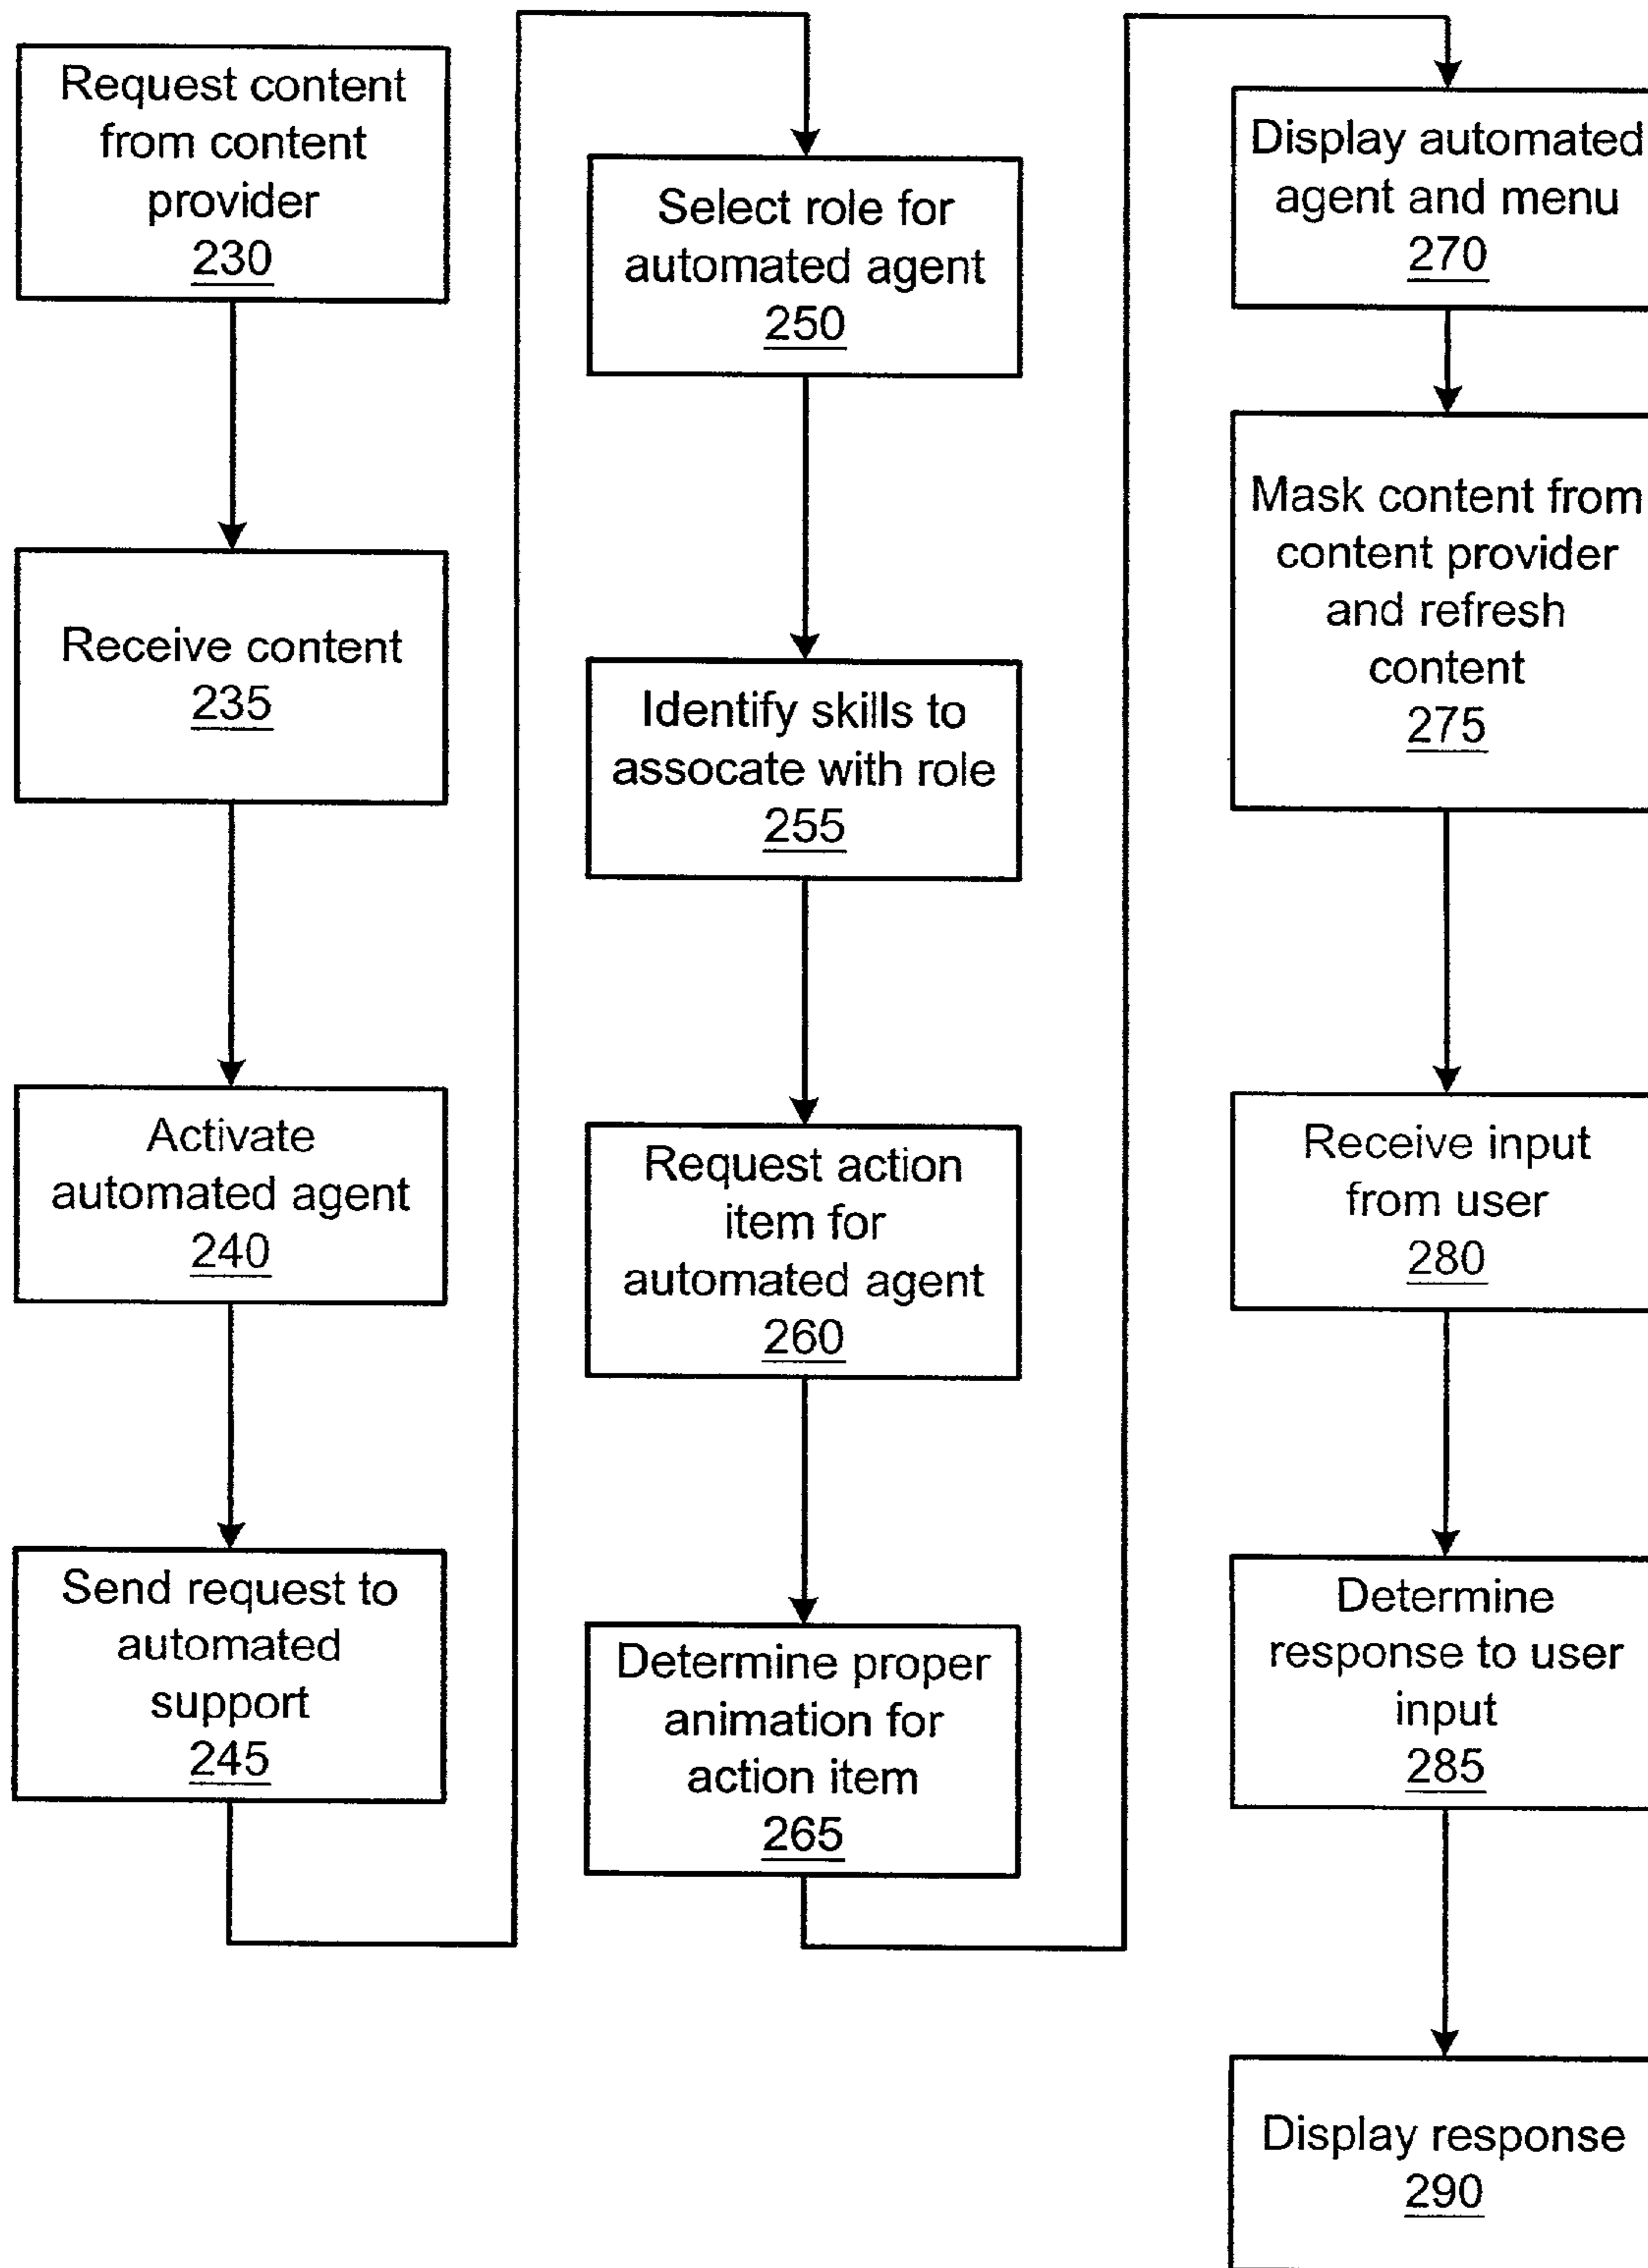 Request content
from content
provider
230
Receive content
235
Activate
automated agent
240
Send request to
automated
support
245
Select role for
automated agent
250
Identify skills to
assocate with role
255
Request action
item for
automated agent
260
Determine proper
animation for
action item
265
Display automated
agent and menu
270
Mask content from
content provider
and refresh
content
275
Receive input
from user
280
Determine
response to user
input
285
Display response
290